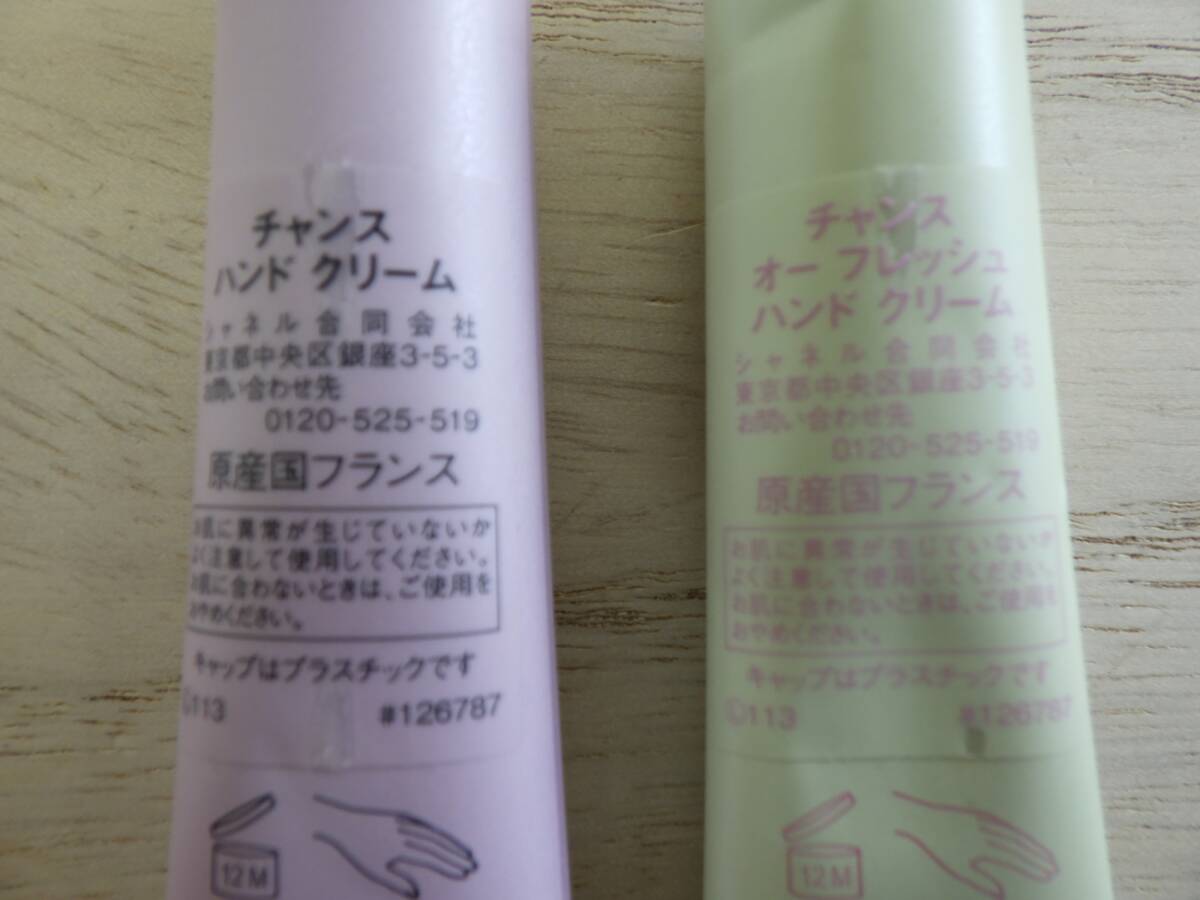 チャンス
ハンド クリーム
シャネル合同会社
東京都中央区銀座3-5-3
お問い合わせ先
0120-525-519
原産国フランス
お肌に異常が生じていないか
よく注意して使用してください。
お肌に合わないときは、ご使用を
おやめください。
キャップはプラスチックです
Ⓛ113 #126787
12M
チャンス
オー フレッシュ
ハンド クリーム
シャネル合同会社
東京都中央区銀座3-5-3
お問い合わせ先
0120-525-519
原産国フランス
お肌に異常が生じていないか
よく注意して使用してください。
お肌に合わないときは、ご使用を
おやめください。
キャップはプラスチックです
Ⓛ113 #126787
12M